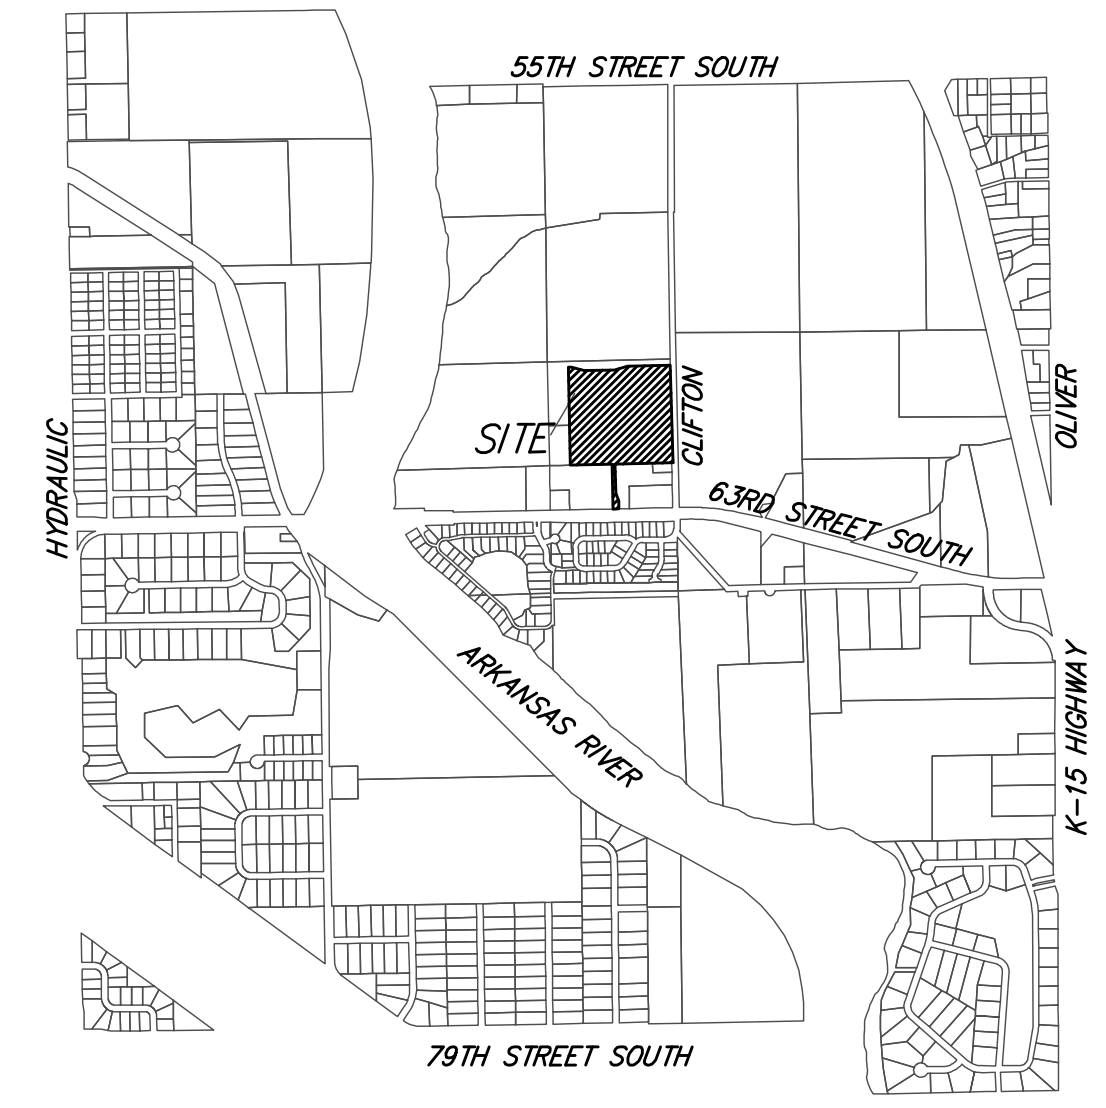 55TH STREET SOUTH
HYDRAULIC
SITE
CLIFTON
OLIVER
63RD STREET SOUTH
ARKANSAS RIVER
K-15 HIGHWAY
79TH STREET SOUTH